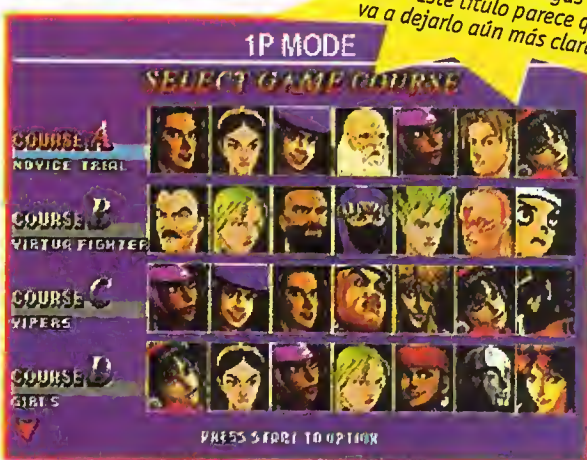 Este título parece q
va a dejarlo aún más clar
1P MODE
SELECT GAME COURSE
COURSE A
NOVICE TRIAL
COURSE B
VIRTUA FIGHTER
COURSE C
VIPERS
COURSE D
GIRLS
PRESS START TO OPTION